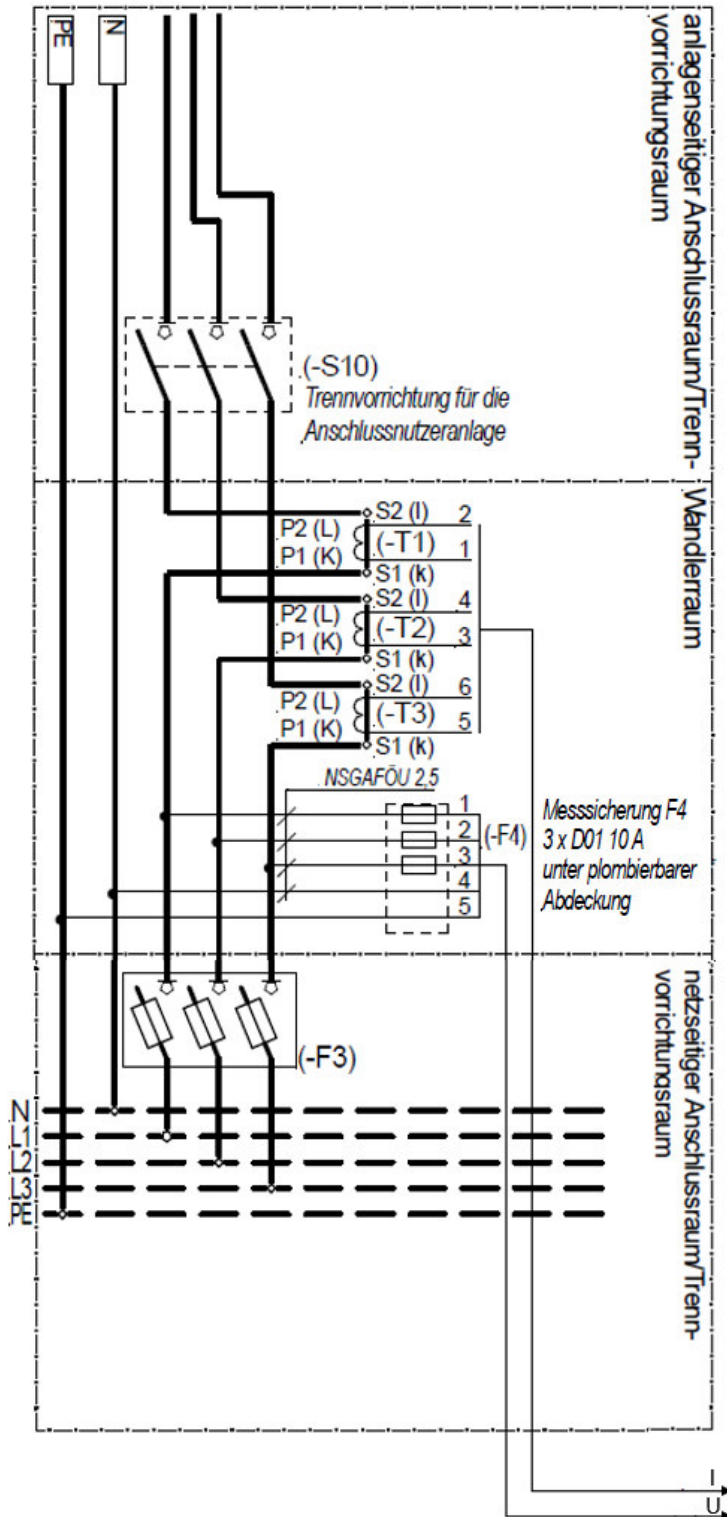 PE
N
anlagenseitiger Anschlussraum/Trenn-
vorrichtungsraum
(-S10)
Trennvorrichtung für die
Anschlussnutzeranlage
Wandlerraum
S2 (l)
2
P2 (L)
(-T1)
P1 (K)
1
S1 (k)
S2 (l)
4
P2 (L)
(-T2)
P1 (K)
3
S1 (k)
S2 (l)
6
P2 (L)
(-T3)
P1 (K)
5
S1 (k)
NSGAFÖU 2,5
1
2
3
4
5
(-F4)
Messsicherung F4
3 x D01 10 A
unter plombierbarer
Abdeckung
netzseitiger Anschlussraum/Trenn-
vorrichtungsraum
(-F3)
N
L1
L2
L3
PE
I
U